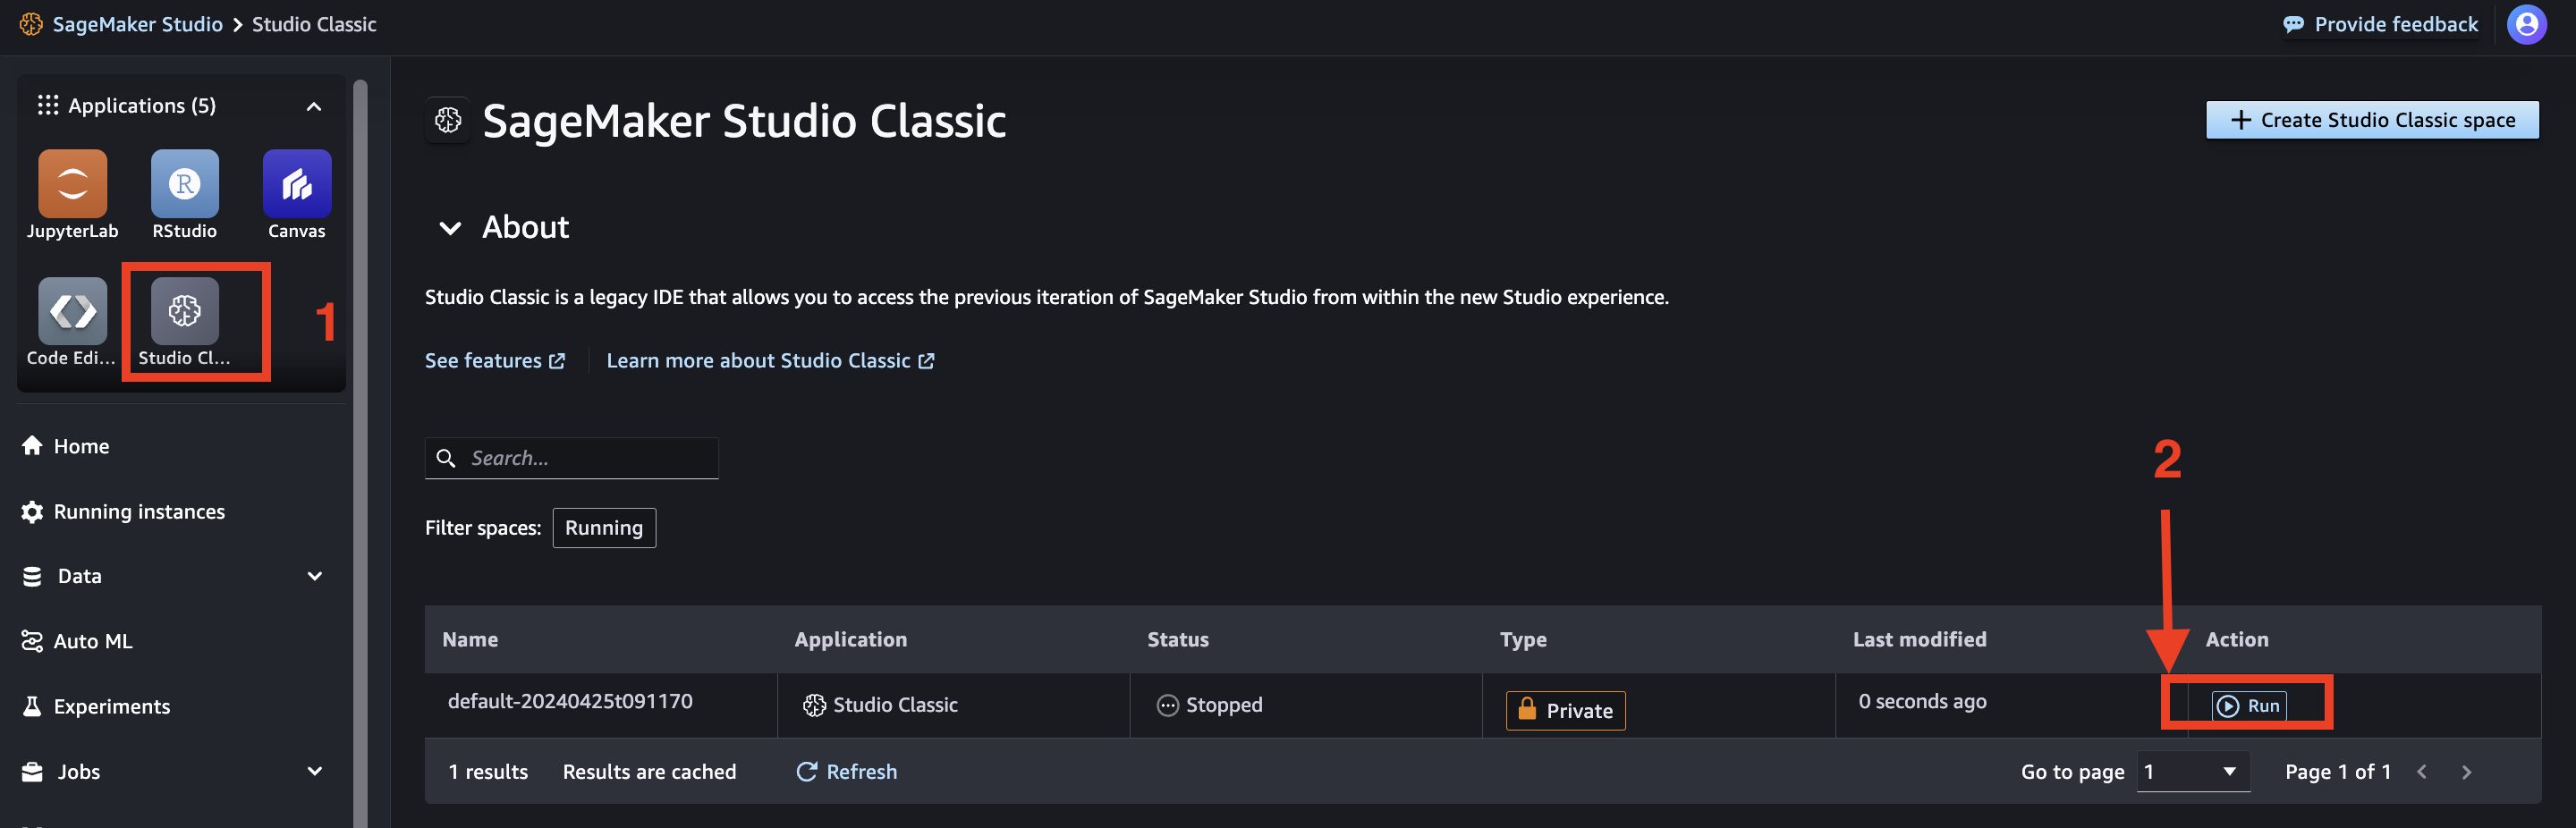 SageMaker Studio > Studio Classic
Provide feedback
Applications (5)
JupyterLab
RStudio
Canvas
Code Edi...
Studio Cl...
1
Home
Running instances
Data
Auto ML
Experiments
Jobs
SageMaker Studio Classic
+ Create Studio Classic space
About
Studio Classic is a legacy IDE that allows you to access the previous iteration of SageMaker Studio from within the new Studio experience.
See features
Learn more about Studio Classic
Search...
Filter spaces: Running
2
Name Application Status Type Last modified Action
default-20240425t091170 Studio Classic Stopped Private 0 seconds ago Run
1 results Results are cached Refresh Go to page 1 Page 1 of 1